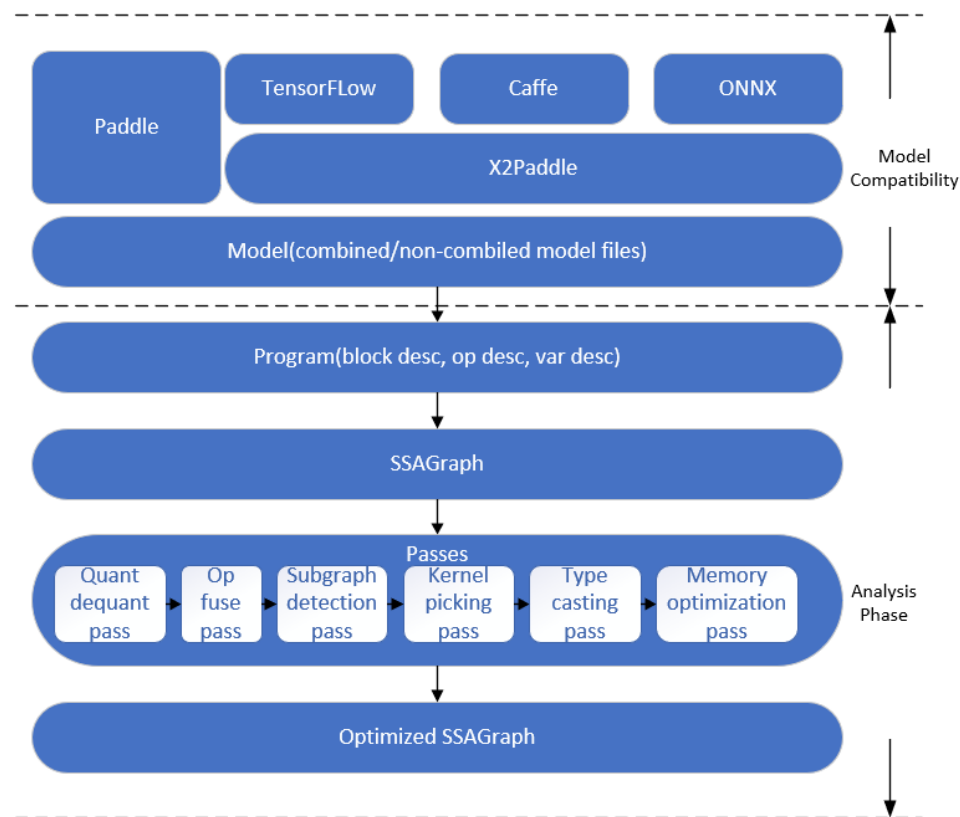 Paddle
TensorFLow
Caffe
ONNX
X2Paddle
Model
Compatibility
Model(combined/non-combiled model files)
Program(block desc, op desc, var desc)
SSAGraph
Passes
Quant
dequant
pass
Op
fuse
pass
Subgraph
detection
pass
Kernel
picking
pass
Type
casting
pass
Memory
optimization
pass
Analysis
Phase
Optimized SSAGraph